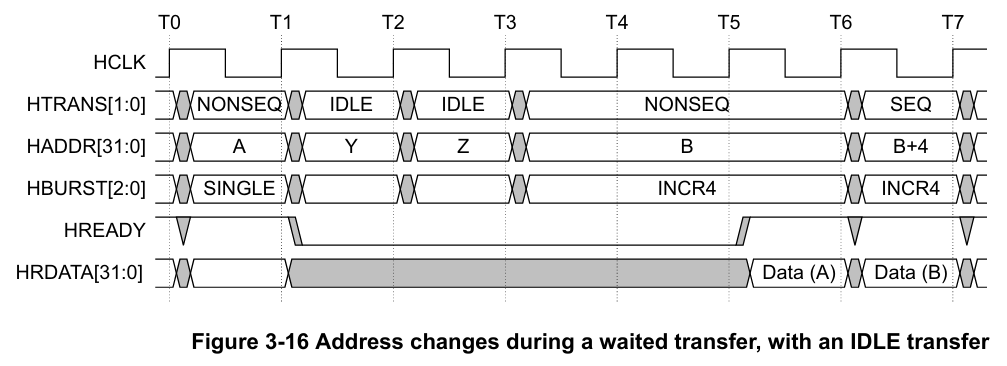 T0 T1 T2 T3 T4 T5 T6 T7
HCLK
HTRANS[1:0] NONSEQ IDLE IDLE NONSEQ SEQ
HADDR[31:0] A Y Z B B+4
HBURST[2:0] SINGLE INCR4 INCR4
HREADY
HRDATA[31:0] Data (A) Data (B)
Figure 3-16 Address changes during a waited transfer, with an IDLE transfer